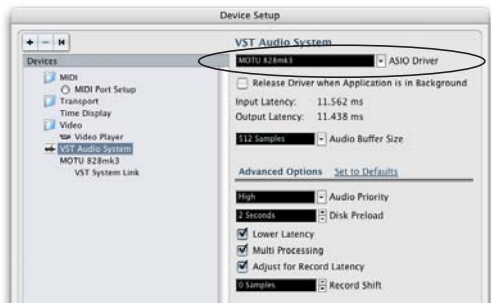 Device Setup
+ − |◀
Devices
MIDI
MIDI Port Setup
Transport
Time Display
Video
Video Player
VST Audio System
MOTU 828mk3
VST System Link
VST Audio System
MOTU 828mk3 ASIO Driver
Release Driver when Application is in Background
Input Latency: 11.562 ms
Output Latency: 11.438 ms
512 Samples Audio Buffer Size
Advanced Options Set to Defaults
High Audio Priority
2 Seconds Disk Preload
Lower Latency
Multi Processing
Adjust for Record Latency
0 Samples Record Shift